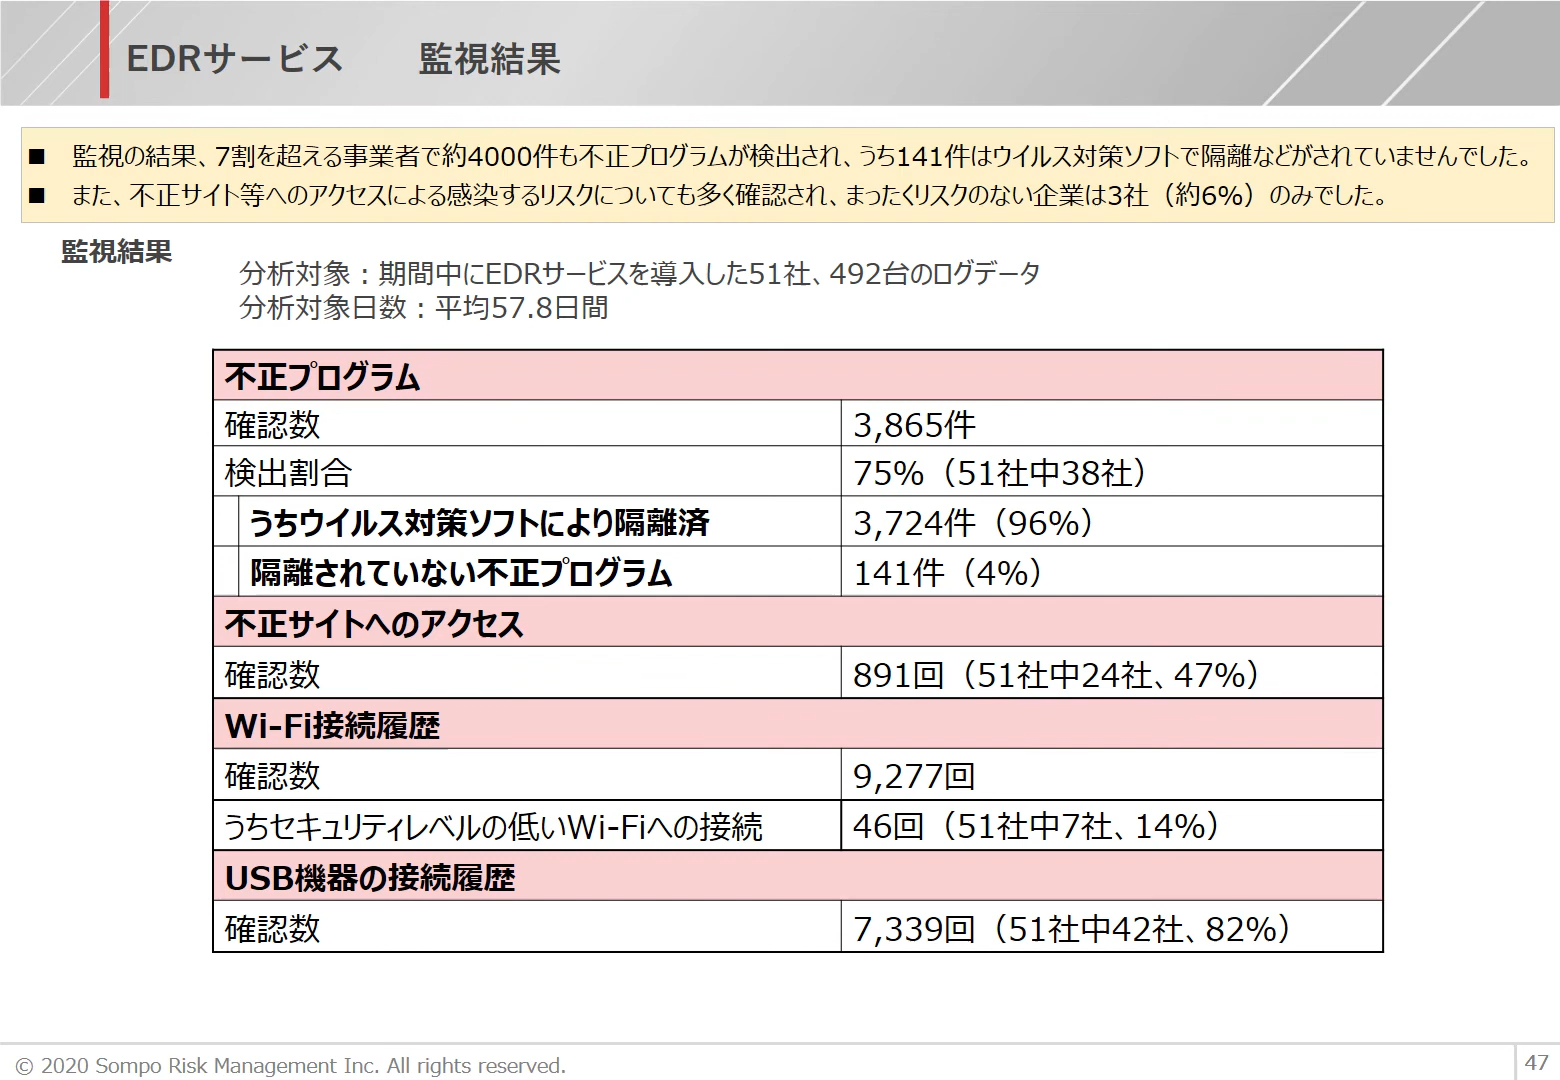 EDRサービス　　監視結果
■　監視の結果、7割を超える事業者で約4000件も不正プログラムが検出され、うち141件はウイルス対策ソフトで隔離などがされていませんでした。
■　また、不正サイト等へのアクセスによる感染するリスクについても多く確認され、まったくリスクのない企業は3社（約6%）のみでした。
監視結果
分析対象：期間中にEDRサービスを導入した51社、492台のログデータ
分析対象日数：平均57.8日間
不正プログラム
確認数　3,865件
検出割合　75%（51社中38社）
うちウイルス対策ソフトにより隔離済　3,724件（96%）
隔離されていない不正プログラム　141件（4%）
不正サイトへのアクセス
確認数　891回（51社中24社、47%）
Wi-Fi接続履歴
確認数　9,277回
うちセキュリティレベルの低いWi-Fiへの接続　46回（51社中7社、14%）
USB機器の接続履歴
確認数　7,339回（51社中42社、82%）
© 2020 Sompo Risk Management Inc. All rights reserved.
47